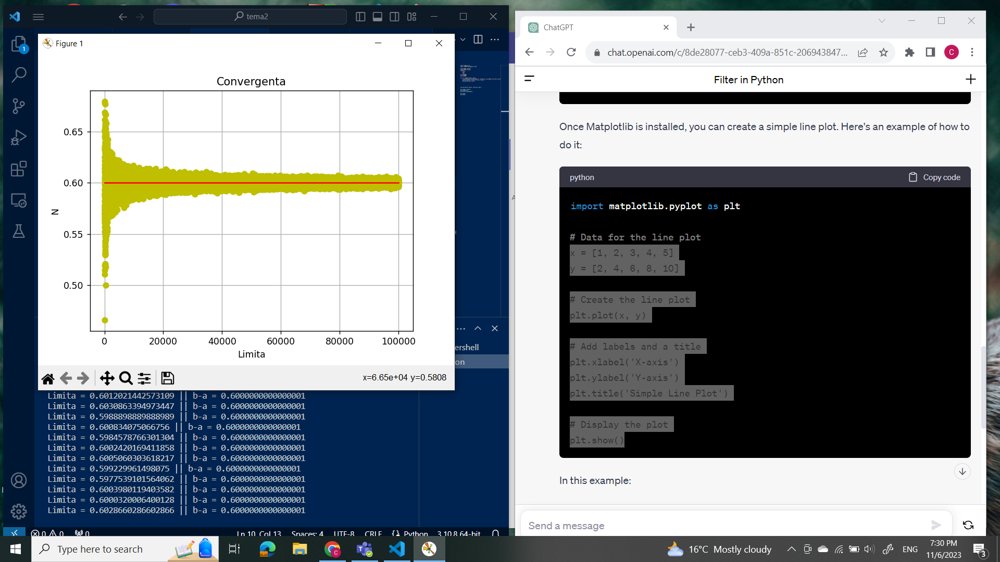 tema2
Figure 1
Convergenta
0.65
0.60
0.55
0.50
N
0 20000 40000 60000 80000 100000
Limita
x=6.65e+04 y=0.5808
1
ershell
on
Limita = 0.6012021442573109 || b-a = 0.6000000000000001
Limita = 0.6030863394973447 || b-a = 0.6000000000000001
Limita = 0.5988898889888989 || b-a = 0.6000000000000001
Limita = 0.600834075066756 || b-a = 0.6000000000000001
Limita = 0.5984578766301304 || b-a = 0.6000000000000001
Limita = 0.6002420169411858 || b-a = 0.6000000000000001
Limita = 0.6005060303618217 || b-a = 0.6000000000000001
Limita = 0.599229961498075 || b-a = 0.6000000000000001
Limita = 0.5977539101564062 || b-a = 0.6000000000000001
Limita = 0.6003980119403582 || b-a = 0.6000000000000001
Limita = 0.6000320006400128 || b-a = 0.6000000000000001
Limita = 0.6028660286602866 || b-a = 0.6000000000000001
0 0 0 Ln 10, Col 13 Spaces: 4 UTF-8 CRLF Python 3.10.8 64-bit
ChatGPT
chat.openai.com/c/8de28077-ceb3-409a-851c-206943847...
C
Filter in Python
Once Matplotlib is installed, you can create a simple line plot. Here's an example of how to
do it:
python Copy code
import matplotlib.pyplot as plt
# Data for the line plot
x = [1, 2, 3, 4, 5]
y = [2, 4, 6, 8, 10]
# Create the line plot
plt.plot(x, y)
# Add labels and a title
plt.xlabel('X-axis')
plt.ylabel('Y-axis')
plt.title('Simple Line Plot')
# Display the plot
plt.show()
In this example:
Send a message
Type here to search
16°C Mostly cloudy
ENG
7:30 PM
11/6/2023
3